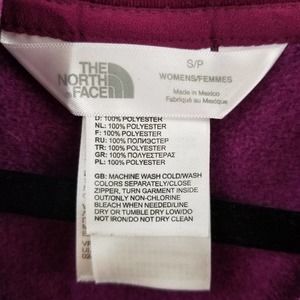 THE
NORTH
FACE
S/P
WOMENS/FEMMES
Made in Mexico
Fabriqué au Mexique
D: 100% POLYESTER
NL: 100% POLYESTER
F: 100% POLYESTER
RU: 100% ПОЛИЭСТЕР
TR: 100% POLYESTER
GR: 100% ΠΟΛΥΕΣΤΕΡΑΣ
PL: 100% POLYESTER
GB: MACHINE WASH COLD/WASH
COLORS SEPARATELY/CLOSE
ZIPPER, TURN GARMENT INSIDE
OUT/ONLY NON-CHLORINE
BLEACH WHEN NEEDED/LINE
DRY OR TUMBLE DRY LOW/DO
NOT IRON/DO NOT DRY CLEAN